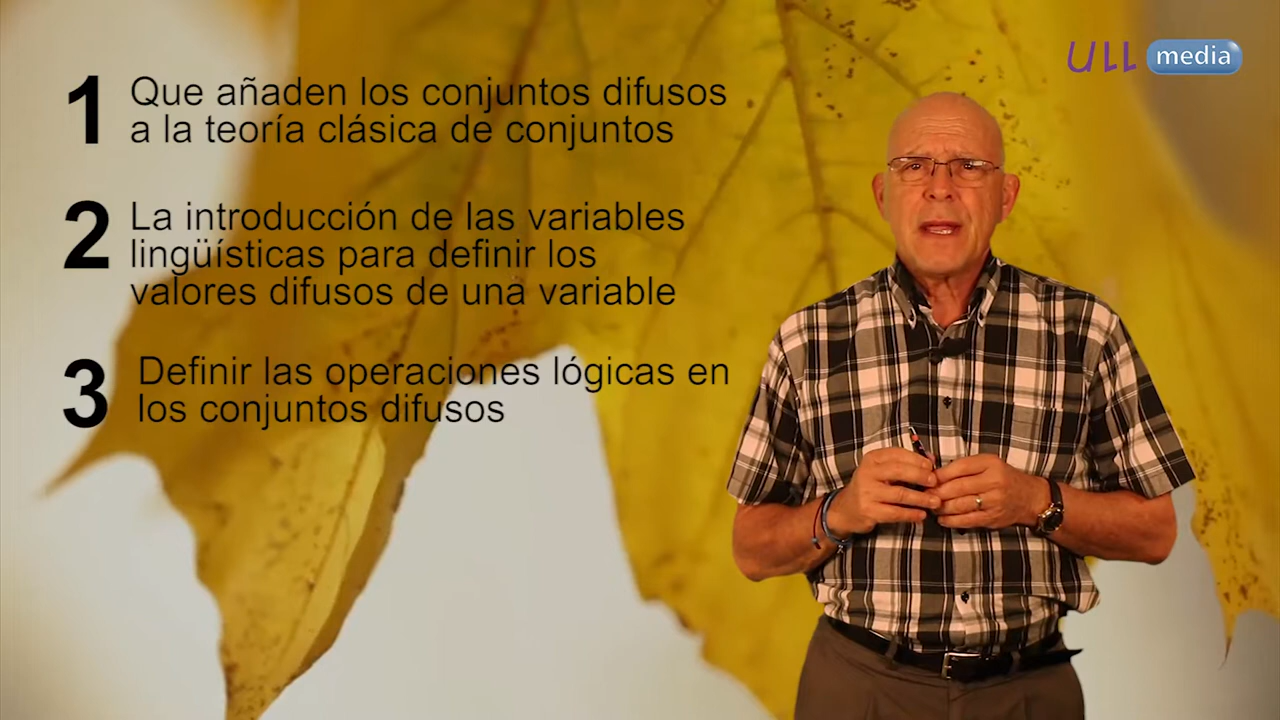 ULL media
1 Que añaden los conjuntos difusos
a la teoría clásica de conjuntos
2 La introducción de las variables
lingüísticas para definir los
valores difusos de una variable
3 Definir las operaciones lógicas en
los conjuntos difusos